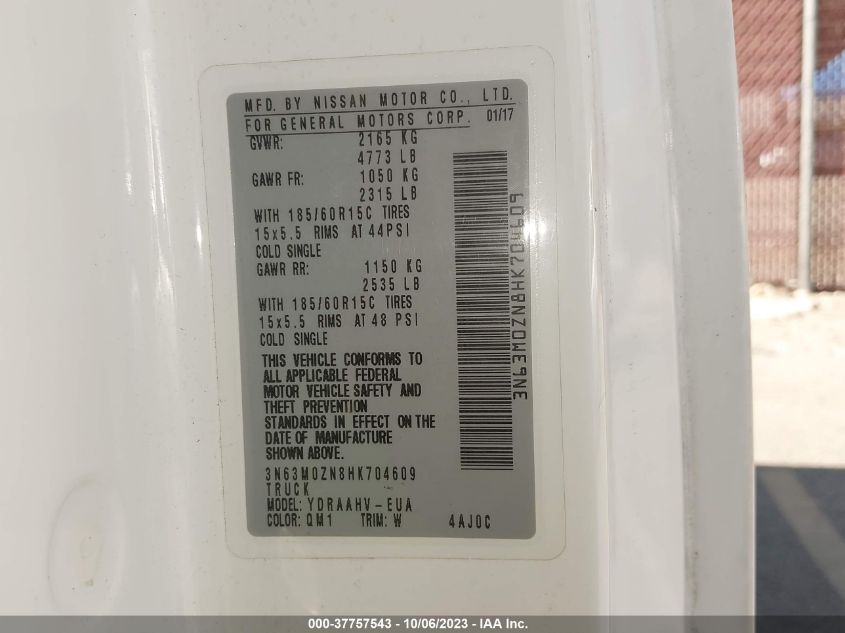 MFD. BY NISSAN MOTOR CO., LTD.
FOR GENERAL MOTORS CORP. 01/17
GVWR: 2165 KG
4773 LB
GAWR FR: 1050 KG
2315 LB
WITH 185/60R15C TIRES
15x5.5 RIMS AT 44PSI
COLD SINGLE
GAWR RR: 1150 KG
2535 LB
WITH 185/60R15C TIRES
15x5.5 RIMS AT 48 PSI
COLD SINGLE
THIS VEHICLE CONFORMS TO
ALL APPLICABLE FEDERAL
MOTOR VEHICLE SAFETY AND
THEFT PREVENTION
STANDARDS IN EFFECT ON THE
DATE OF MANUFACTURE
SHOWN ABOVE.
3N63M0ZN8HK704609
TRUCK
MODEL: YDRAAHV-EUA
COLOR: QM1 TRIM: W 4AJ0C
3N63M0ZN8HK704609
000-37757543 - 10/06/2023 - IAA Inc.